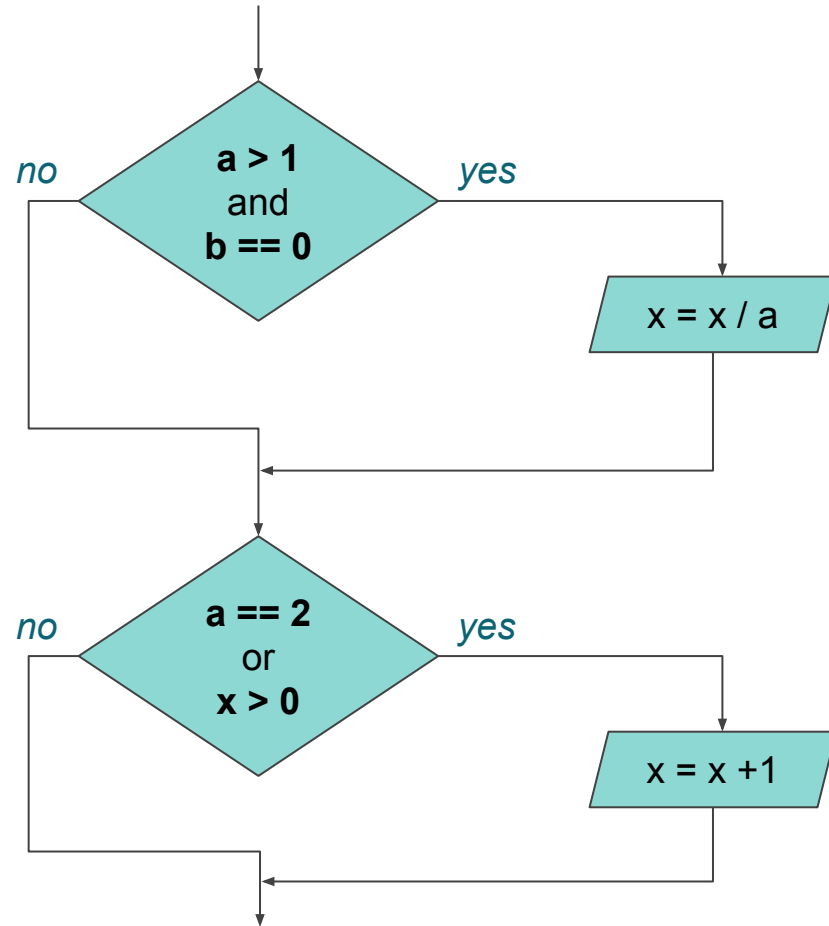 a > 1
and
b == 0
no
yes
x = x / a
a == 2
or
x > 0
no
yes
x = x +1